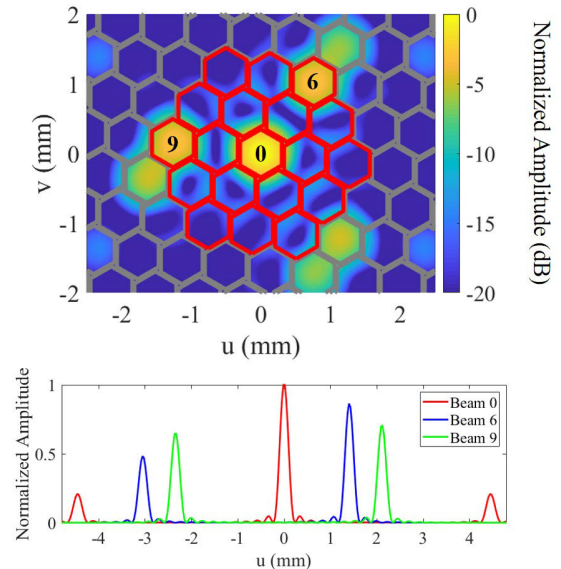 2
1
0
-1
-2
v (mm)
6
9
0
-2 -1 0 1 2
u (mm)
0
-5
-10
-15
-20
Normalized Amplitude (dB)
Normalized Amplitude
1
0.5
0
Beam 0
Beam 6
Beam 9
-4 -3 -2 -1 0 1 2 3 4
u (mm)